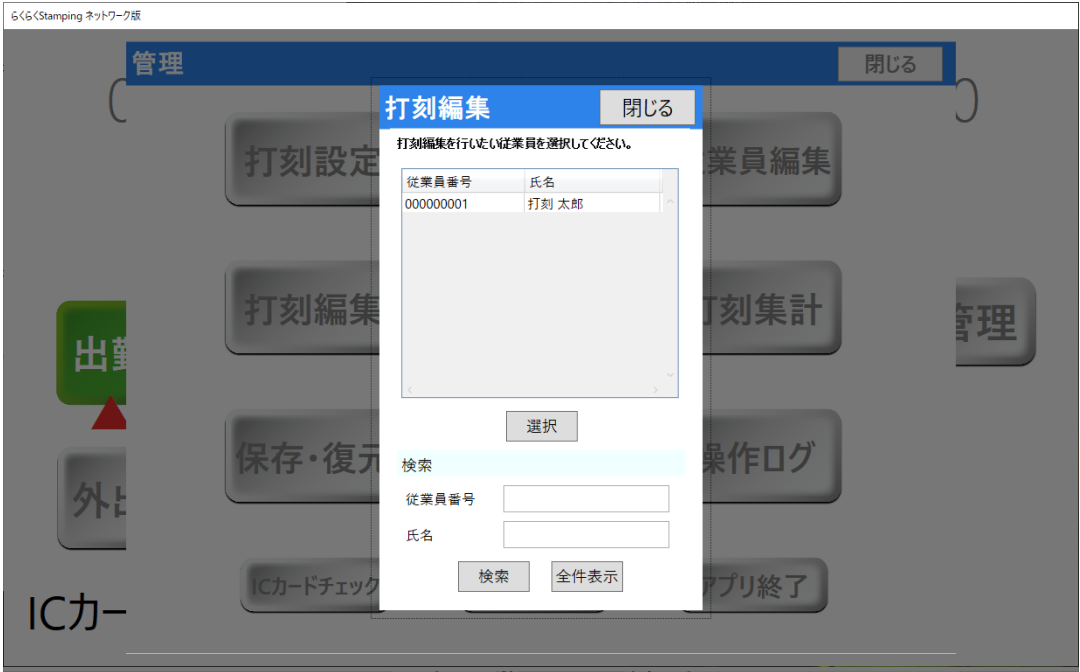 らくらくStamping ネットワーク版
管理
閉じる
打刻編集
閉じる
打刻編集を行いたい従業員を選択してください。
打刻設定
業員編集
従業員番号
氏名
000000001
打刻 太郎
打刻編集
刻集計
管理
出勤
選択
保存・復元
操作ログ
検索
外出
従業員番号
氏名
検索
全件表示
ICカードチェック
アプリ終了
ICカー